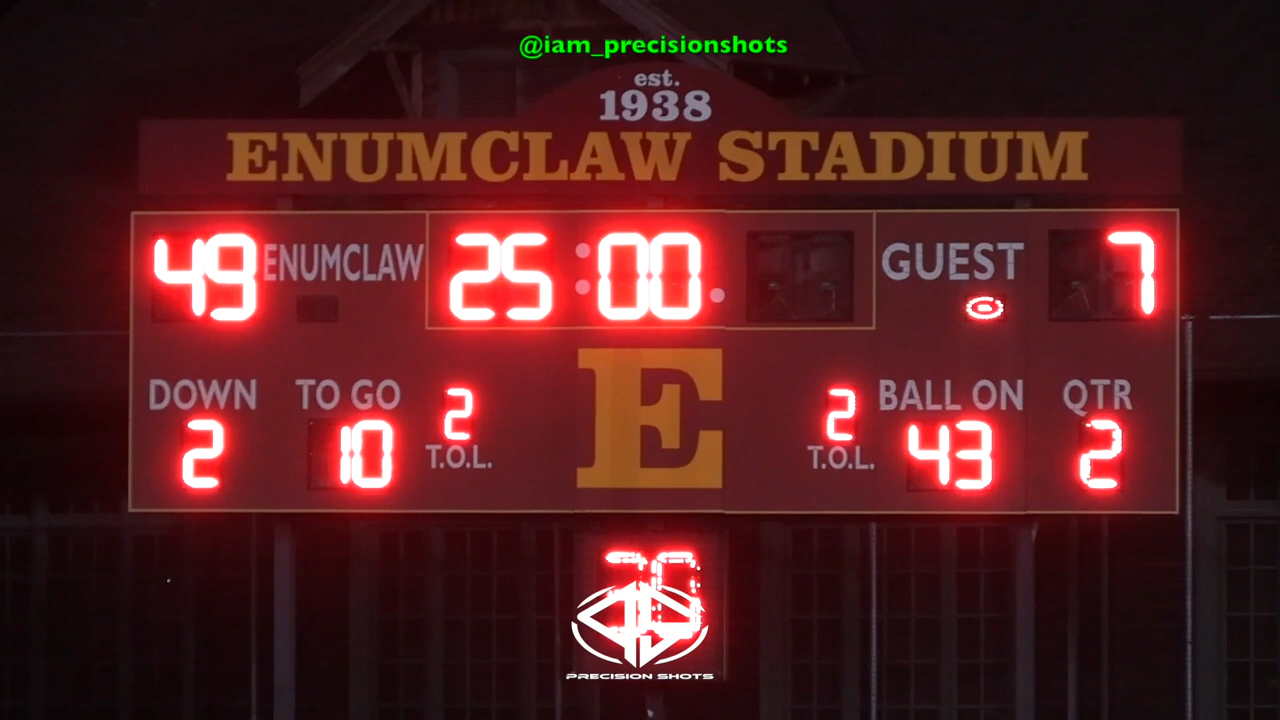 @iam_precisionshots
est.
1938
ENUMCLAW STADIUM
49 ENUMCLAW 25:00 GUEST 7
DOWN TO GO 2 2 BALL ON QTR
2 10 T.O.L. T.O.L. 43 2
PRECISION SHOTS